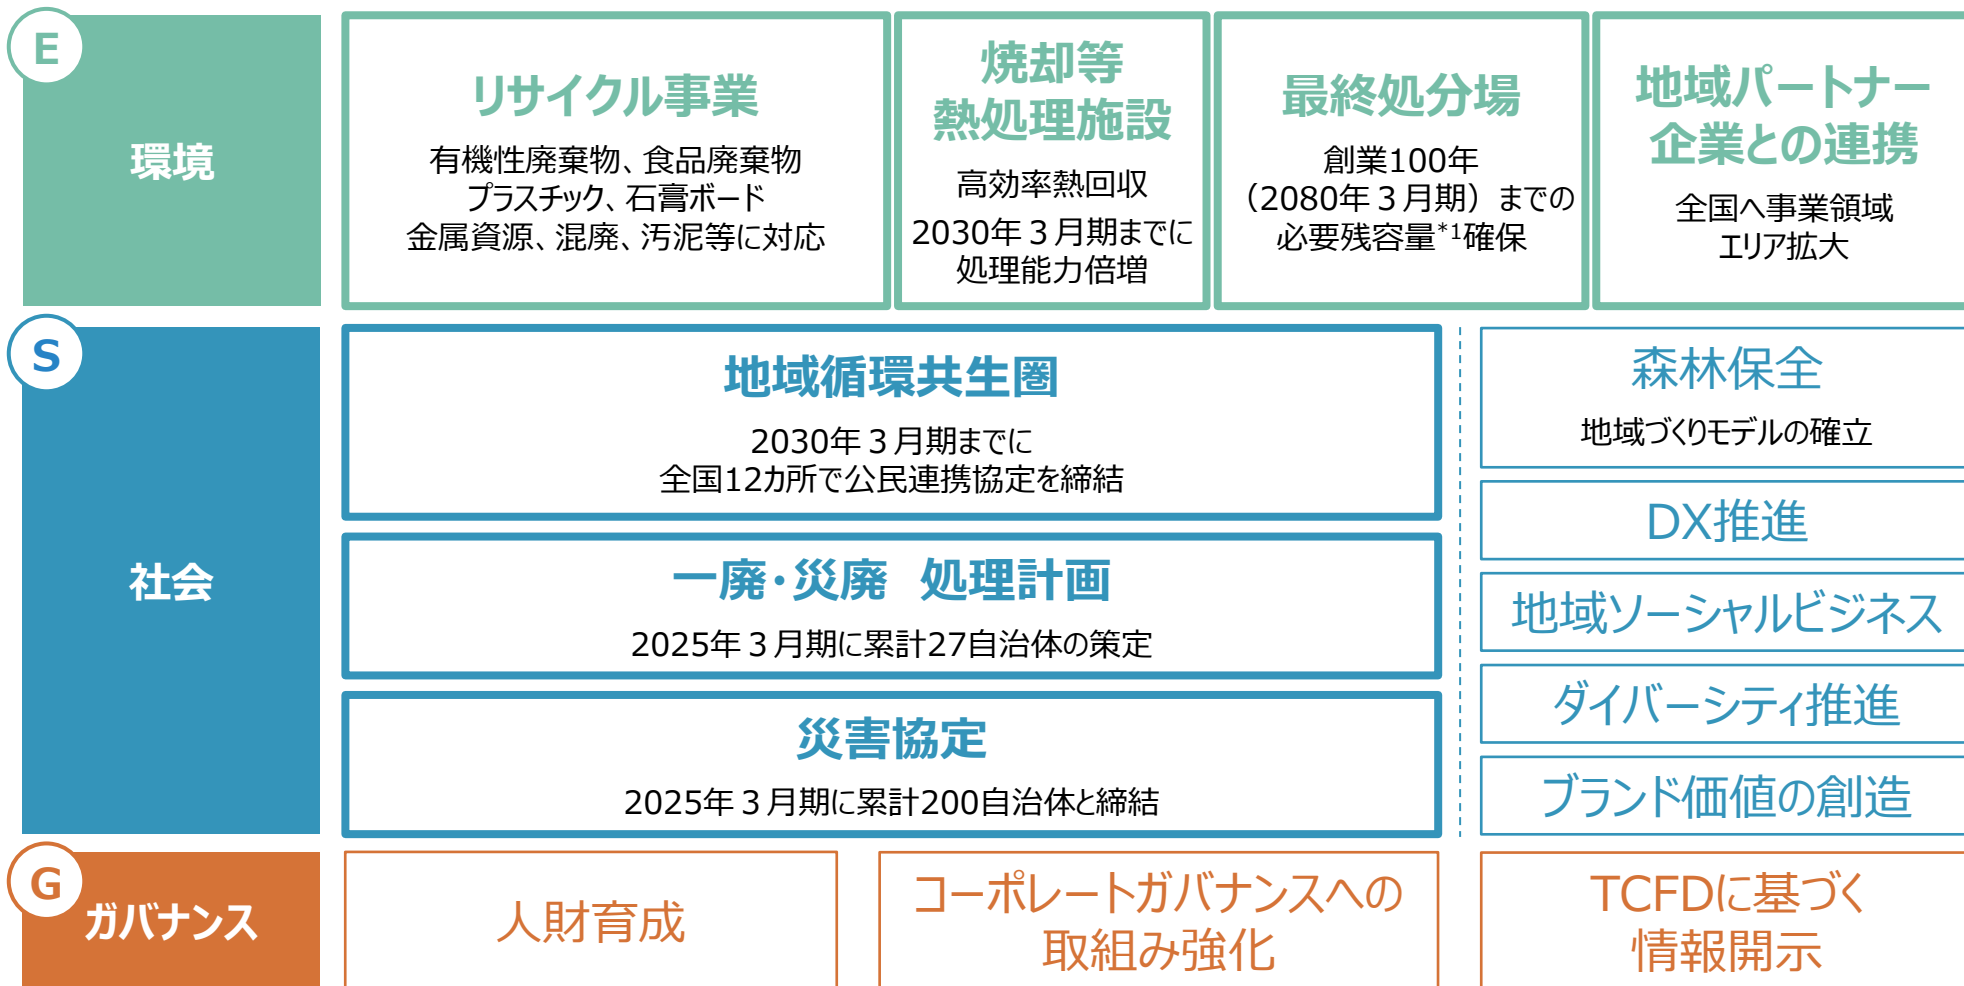 E
環境
リサイクル事業
有機性廃棄物、食品廃棄物
プラスチック、石膏ボード
金属資源、混廃、汚泥等に対応
焼却等
熱処理施設
高効率熱回収
2030年3月期までに
処理能力倍増
最終処分場
創業100年
（2080年3月期）までの
必要残容量*1確保
地域パートナー
企業との連携
全国へ事業領域
エリア拡大
S
社会
地域循環共生圏
2030年3月期までに
全国12カ所で公民連携協定を締結
一廃・災廃　処理計画
2025年3月期に累計27自治体の策定
災害協定
2025年3月期に累計200自治体と締結
森林保全
地域づくりモデルの確立
DX推進
地域ソーシャルビジネス
ダイバーシティ推進
ブランド価値の創造
G
ガバナンス
人財育成
コーポレートガバナンスへの
取組み強化
TCFDに基づく
情報開示